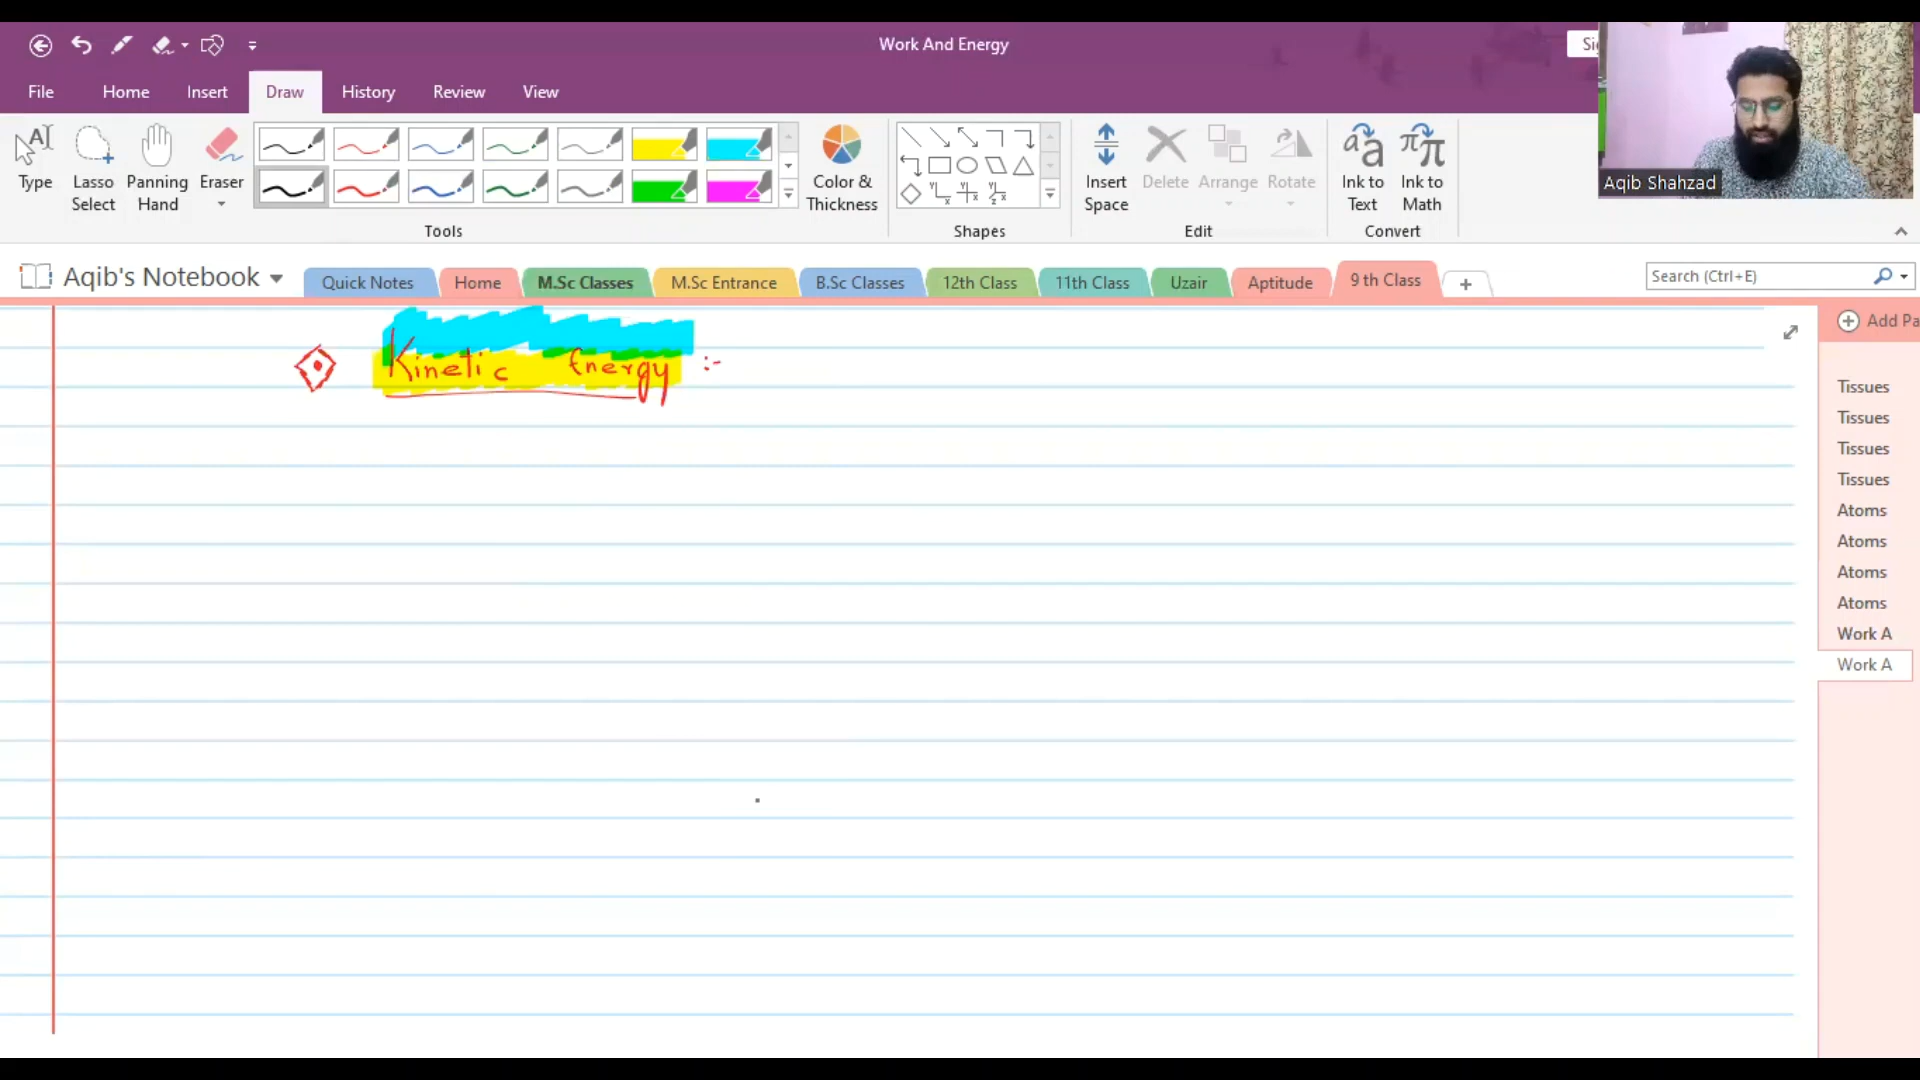 Work And Energy
Si
File Home Insert Draw History Review View
Type
Lasso Select
Panning Hand
Eraser
Color & Thickness
Insert Space
Delete
Arrange
Rotate
Ink to Text
Ink to Math
Aqib Shahzad
Tools Shapes Edit Convert
Aqib's Notebook Quick Notes Home M.Sc Classes M.Sc Entrance B.Sc Classes 12th Class 11th Class Uzair Aptitude 9 th Class Search (Ctrl+E)
Add Pa
Kinetic Energy :-
Tissues
Tissues
Tissues
Tissues
Atoms
Atoms
Atoms
Atoms
Work A
Work A